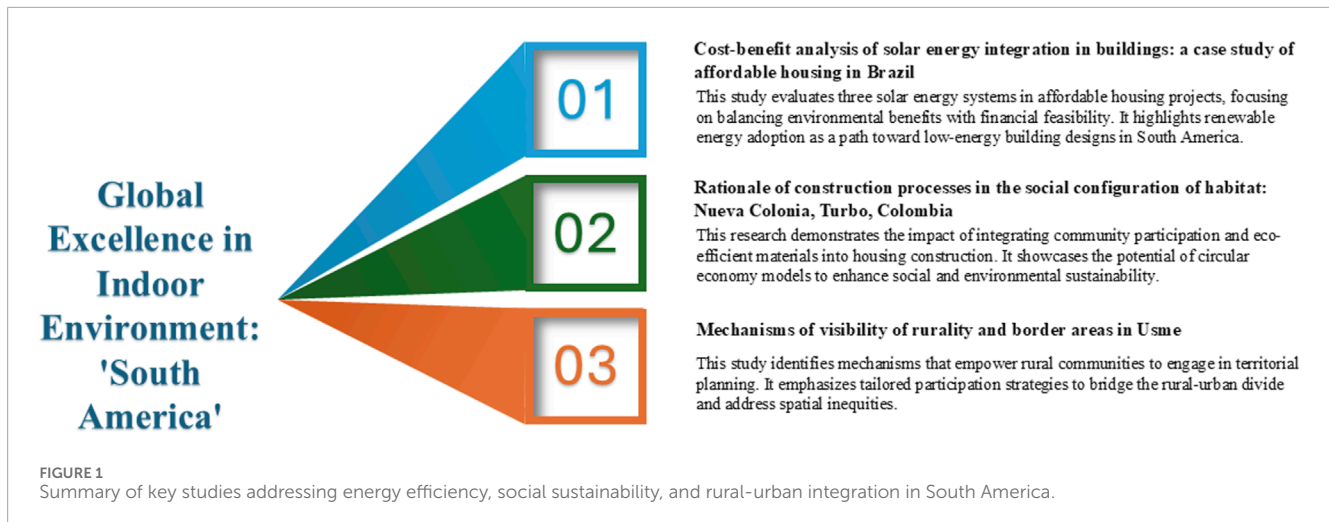 Global
Excellence in
Indoor
Environment:
'South
America'
01
Cost-benefit analysis of solar energy integration in buildings: a case study of
affordable housing in Brazil
This study evaluates three solar energy systems in affordable housing projects, focusing
on balancing environmental benefits with financial feasibility. It highlights renewable
energy adoption as a path toward low-energy building designs in South America.
02
Rationale of construction processes in the social configuration of habitat:
Nueva Colonia, Turbo, Colombia
This research demonstrates the impact of integrating community participation and eco-
efficient materials into housing construction. It showcases the potential of circular
economy models to enhance social and environmental sustainability.
03
Mechanisms of visibility of rurality and border areas in Usme
This study identifies mechanisms that empower rural communities to engage in territorial
planning. It emphasizes tailored participation strategies to bridge the rural-urban divide
and address spatial inequities.
FIGURE 1
Summary of key studies addressing energy efficiency, social sustainability, and rural-urban integration in South America.